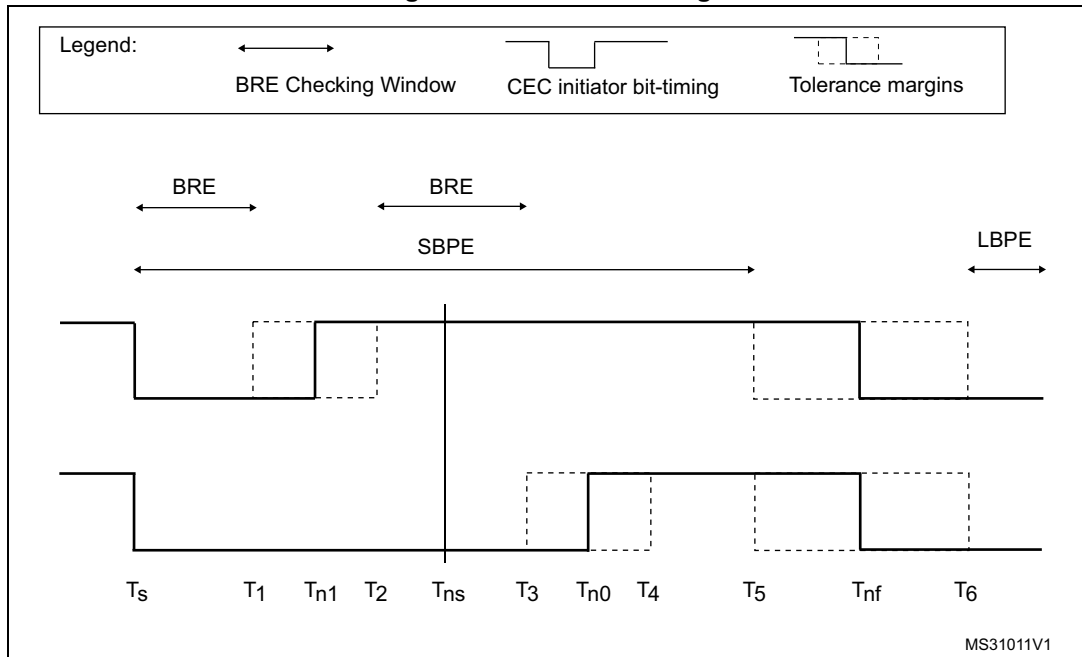 Legend:
BRE Checking Window
CEC initiator bit-timing
Tolerance margins
BRE
BRE
SBPE
LBPE
Ts
T1
Tn1
T2
Tns
T3
Tn0
T4
T5
Tnf
T6
MS31011V1